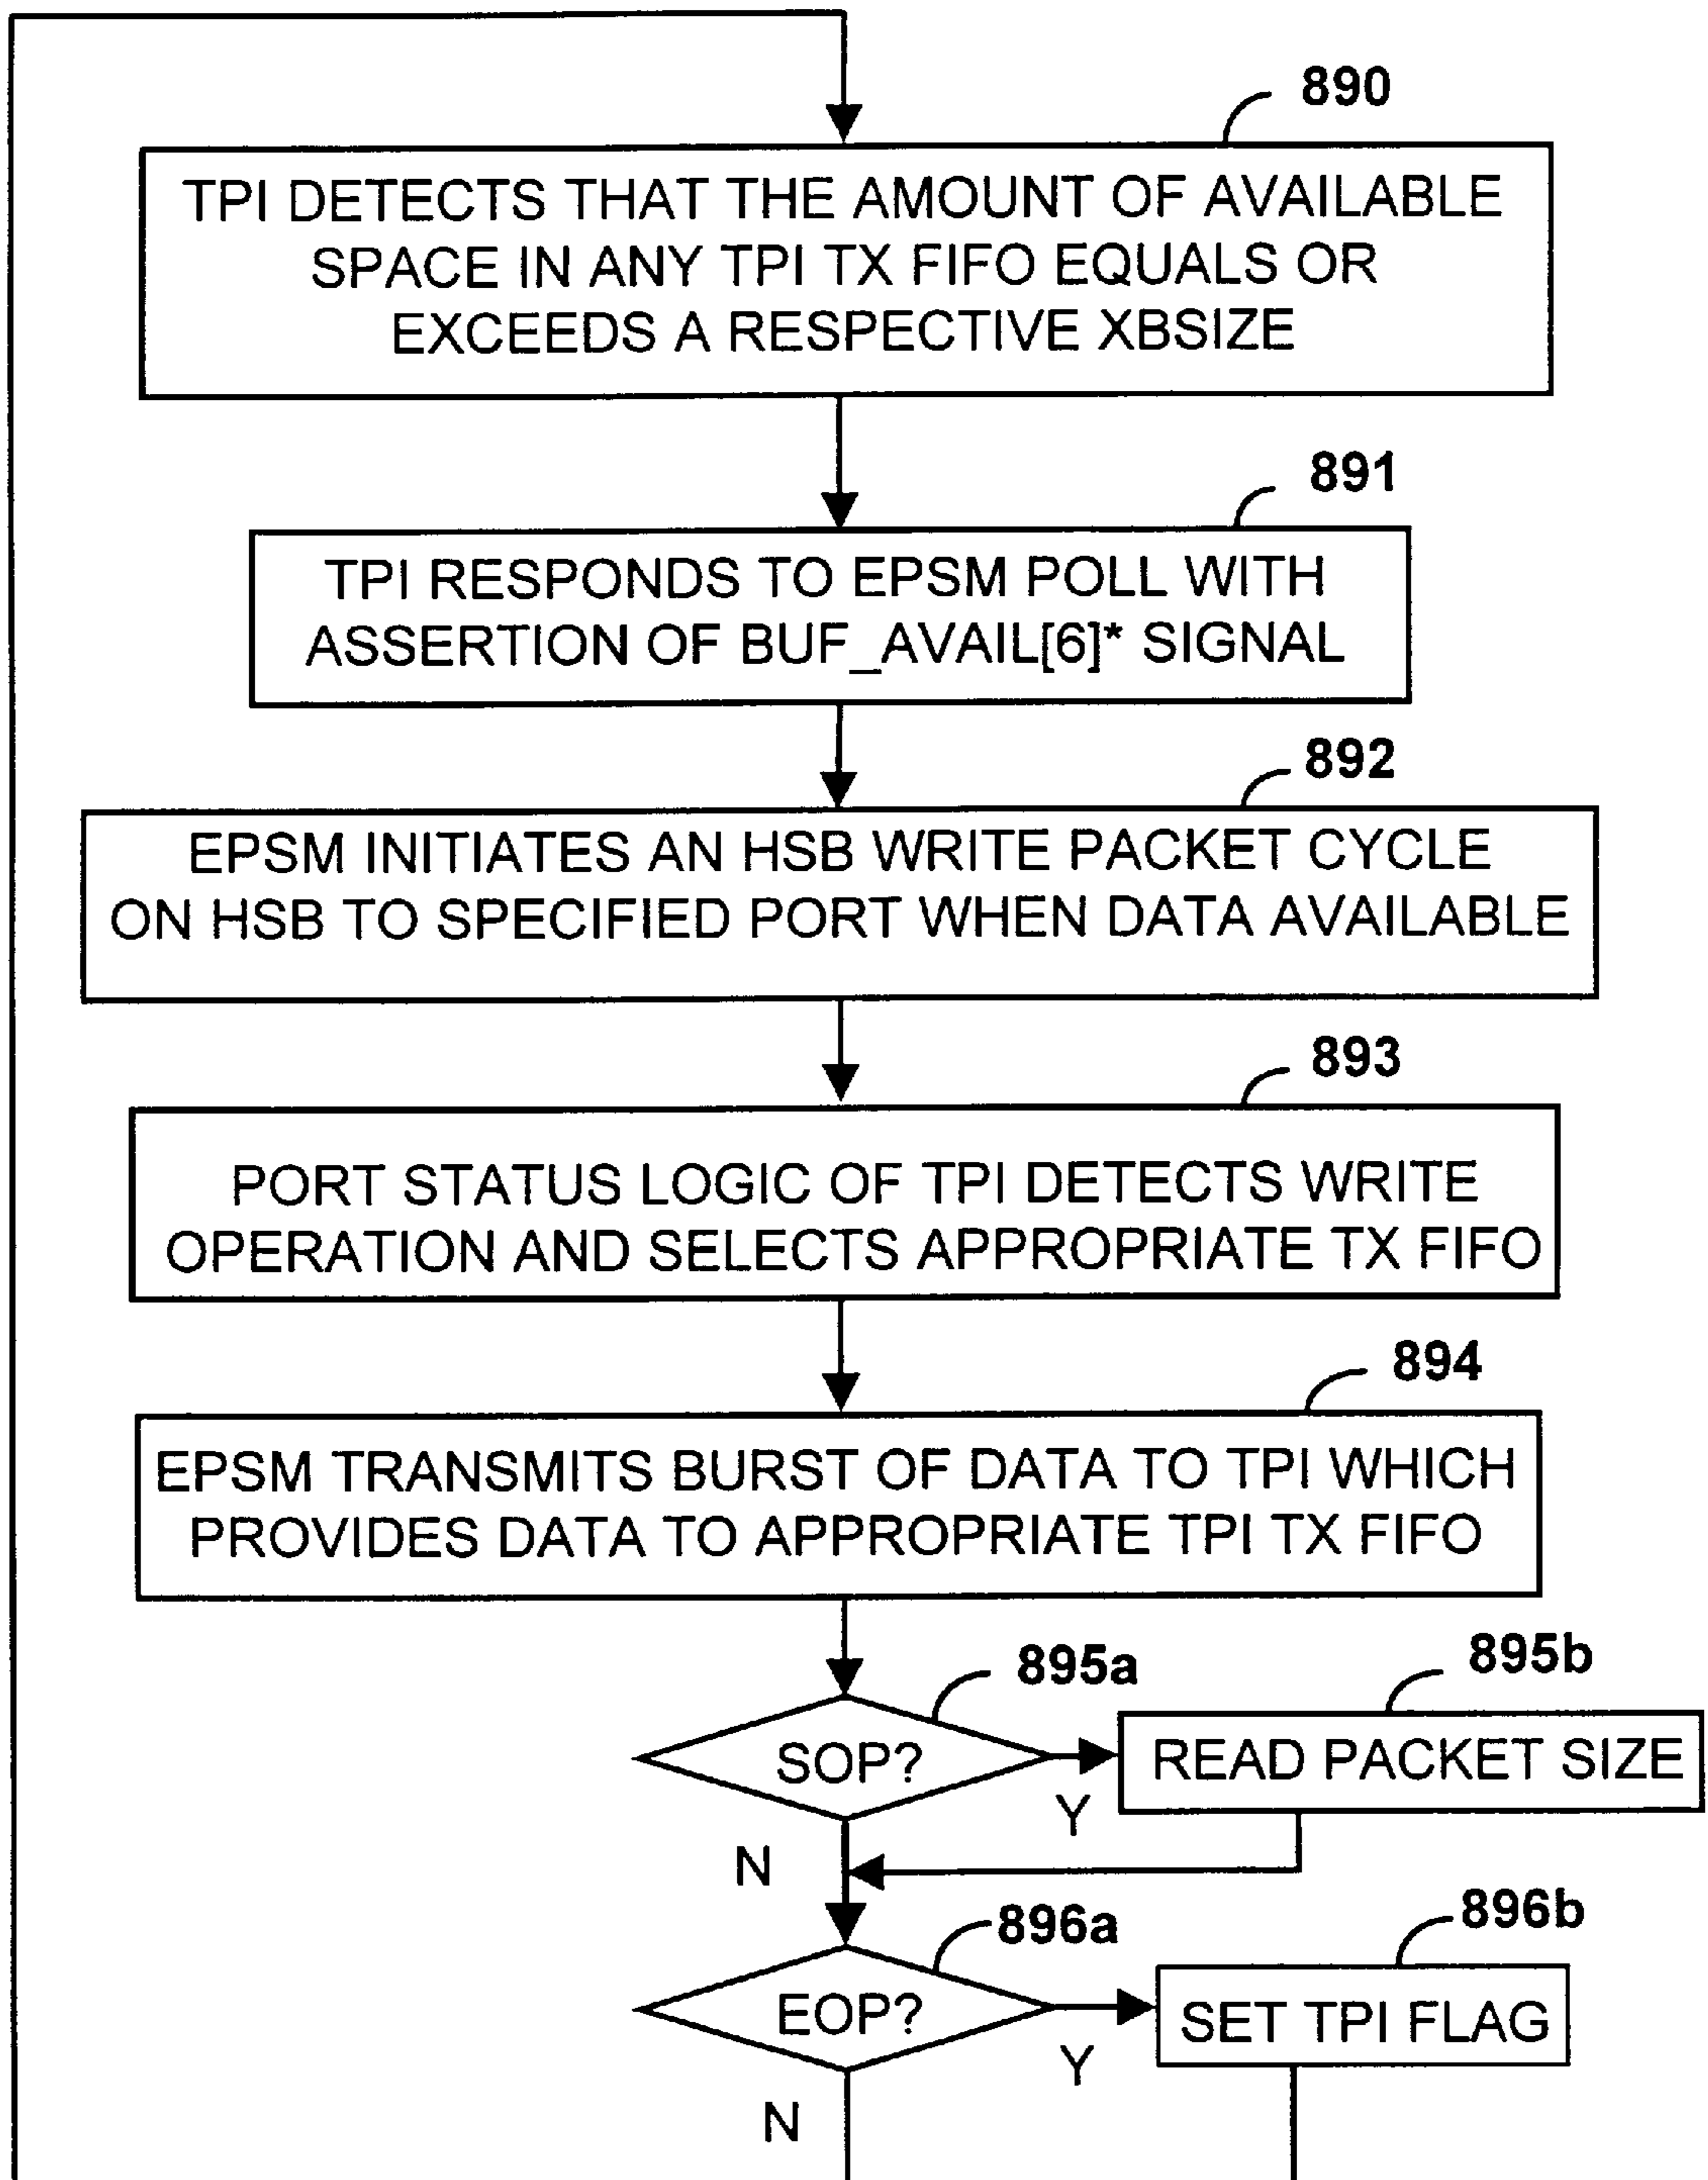 890
TPI DETECTS THAT THE AMOUNT OF AVAILABLE
SPACE IN ANY TPI TX FIFO EQUALS OR
EXCEEDS A RESPECTIVE XBSIZE
891
TPI RESPONDS TO EPSM POLL WITH
ASSERTION OF BUF_AVAIL[6]* SIGNAL
892
EPSM INITIATES AN HSB WRITE PACKET CYCLE
ON HSB TO SPECIFIED PORT WHEN DATA AVAILABLE
893
PORT STATUS LOGIC OF TPI DETECTS WRITE
OPERATION AND SELECTS APPROPRIATE TX FIFO
894
EPSM TRANSMITS BURST OF DATA TO TPI WHICH
PROVIDES DATA TO APPROPRIATE TPI TX FIFO
895a
895b
SOP?
READ PACKET SIZE
Y
N
896a
896b
EOP?
SET TPI FLAG
Y
N